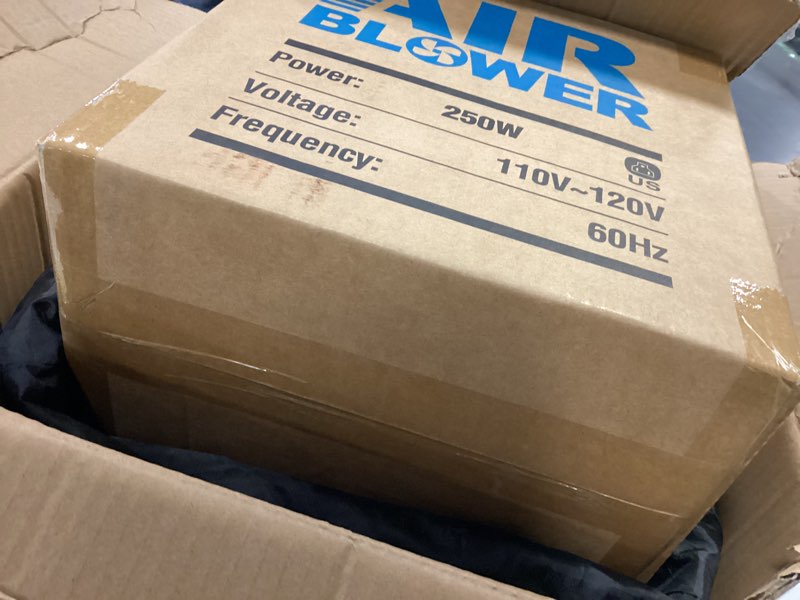 AIR
BLOWER
Power: 250W
Voltage: 110V~120V
Frequency: 60Hz
US